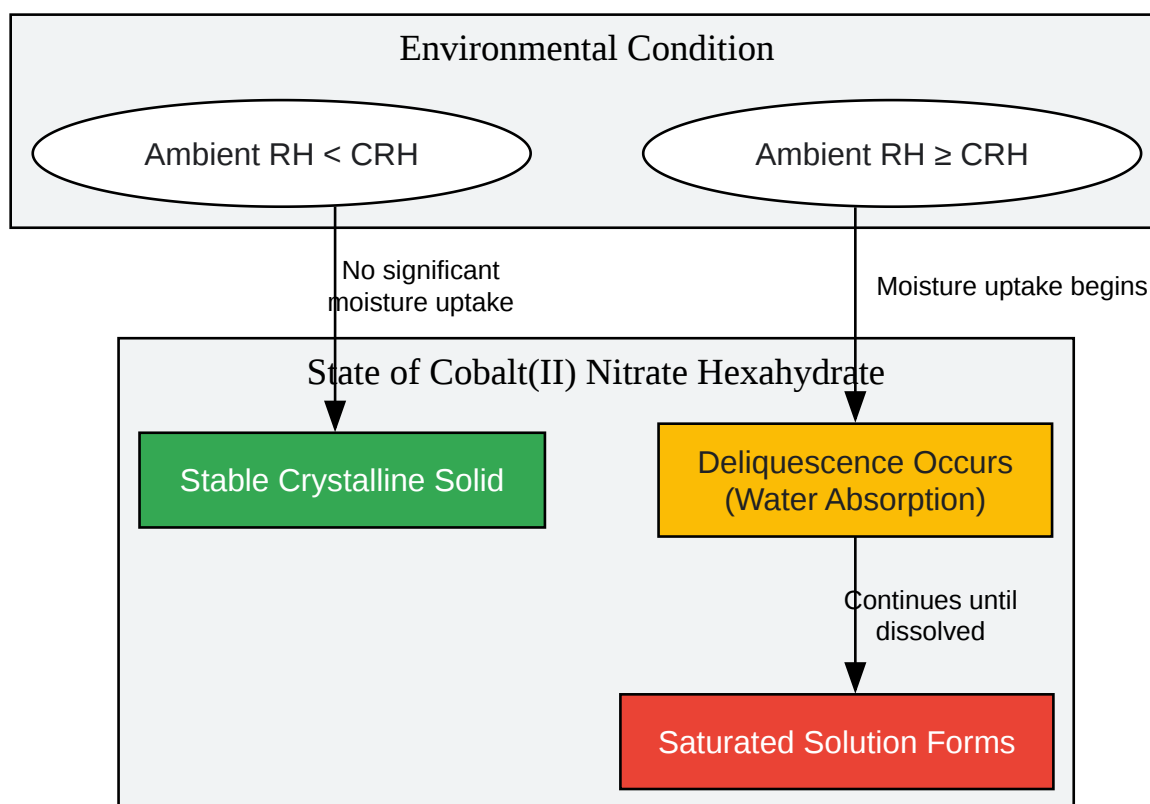 Environmental Condition
Ambient RH < CRH
Ambient RH ≥ CRH
No significant
moisture uptake
Moisture uptake begins
State of Cobalt(II) Nitrate Hexahydrate
Stable Crystalline Solid
Deliquescence Occurs
(Water Absorption)
Continues until
dissolved
Saturated Solution Forms